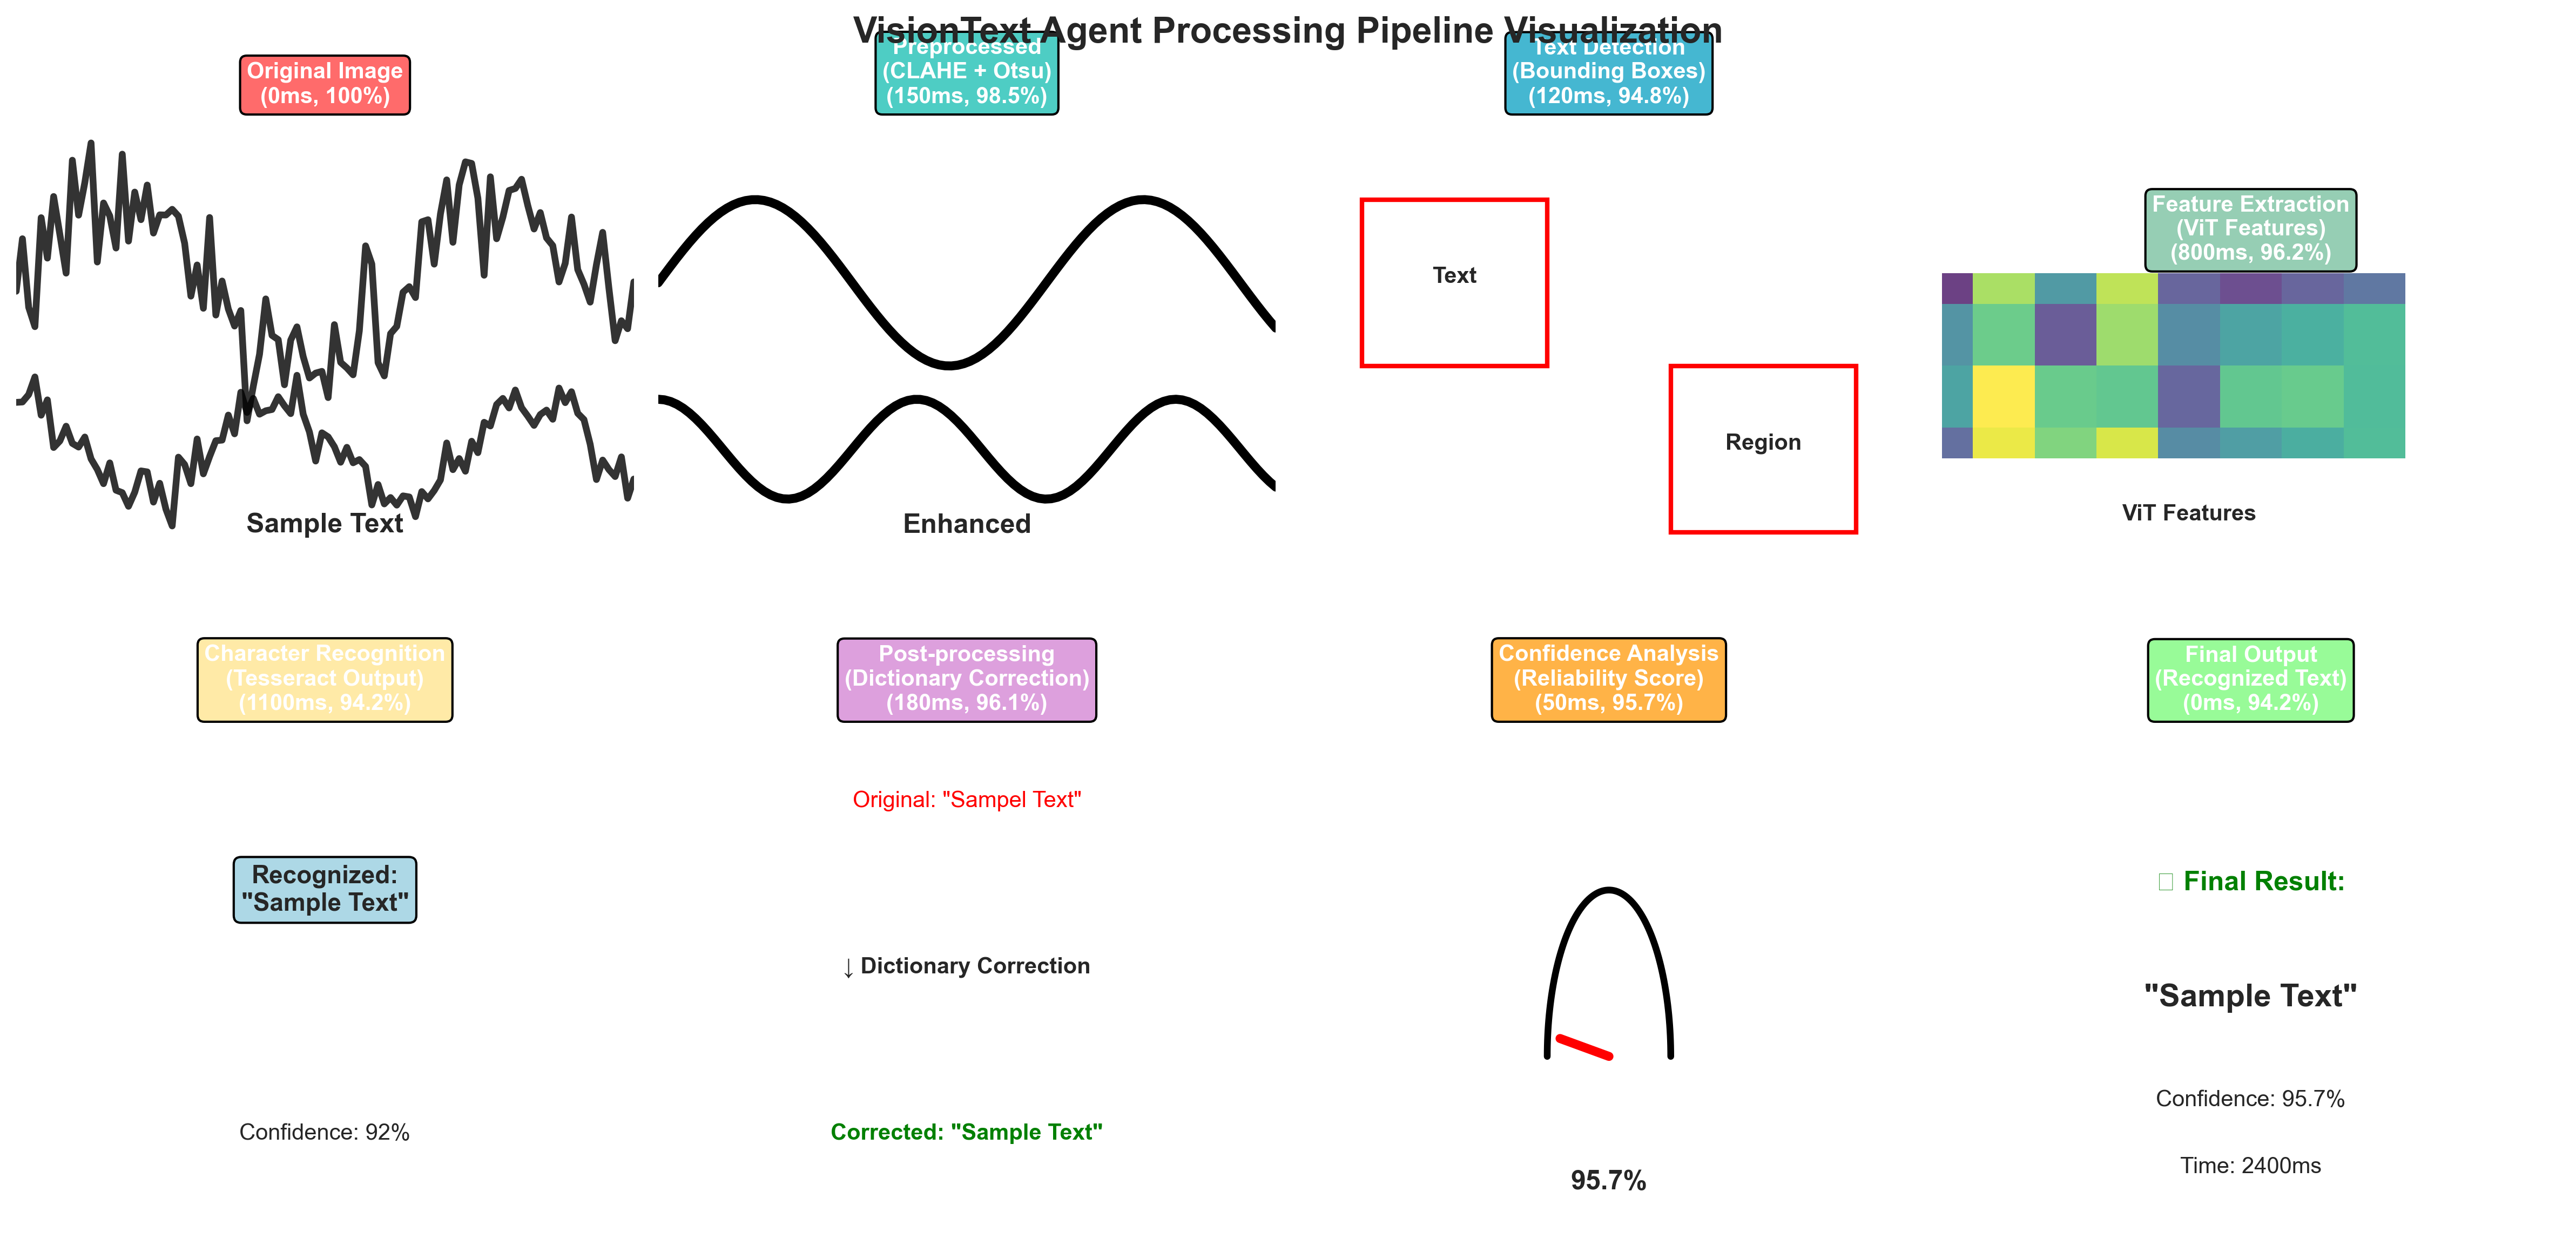 VisionText Agent Processing Pipeline Visualization
Original Image
(0ms, 100%)
Sample Text
Preprocessed
(CLAHE + Otsu)
(150ms, 98.5%)
Enhanced
Text Detection
(Bounding Boxes)
(120ms, 94.8%)
Text
Region
Feature Extraction
(ViT Features)
(800ms, 96.2%)
ViT Features
Character Recognition
(Tesseract Output)
(1100ms, 94.2%)
Recognized:
"Sample Text"
Confidence: 92%
Post-processing
(Dictionary Correction)
(180ms, 96.1%)
Original: "Sampel Text"
↓ Dictionary Correction
Corrected: "Sample Text"
Confidence Analysis
(Reliability Score)
(50ms, 95.7%)
95.7%
Final Output
(Recognized Text)
(0ms, 94.2%)
Final Result:
"Sample Text"
Confidence: 95.7%
Time: 2400ms